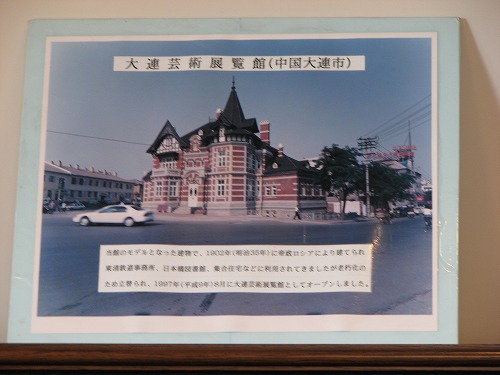 大連芸術展覧館(中国大連市)
当館のモデルとなった建物で、1902年(明治35年)に帝政ロシアにより建てられ
東清鉄道事務所、日本橋図書館、集合住宅などに利用されてきましたが老朽化の
ため立替られ、1997年(平成9年)8月に大連芸術展覧館としてオープンしました。